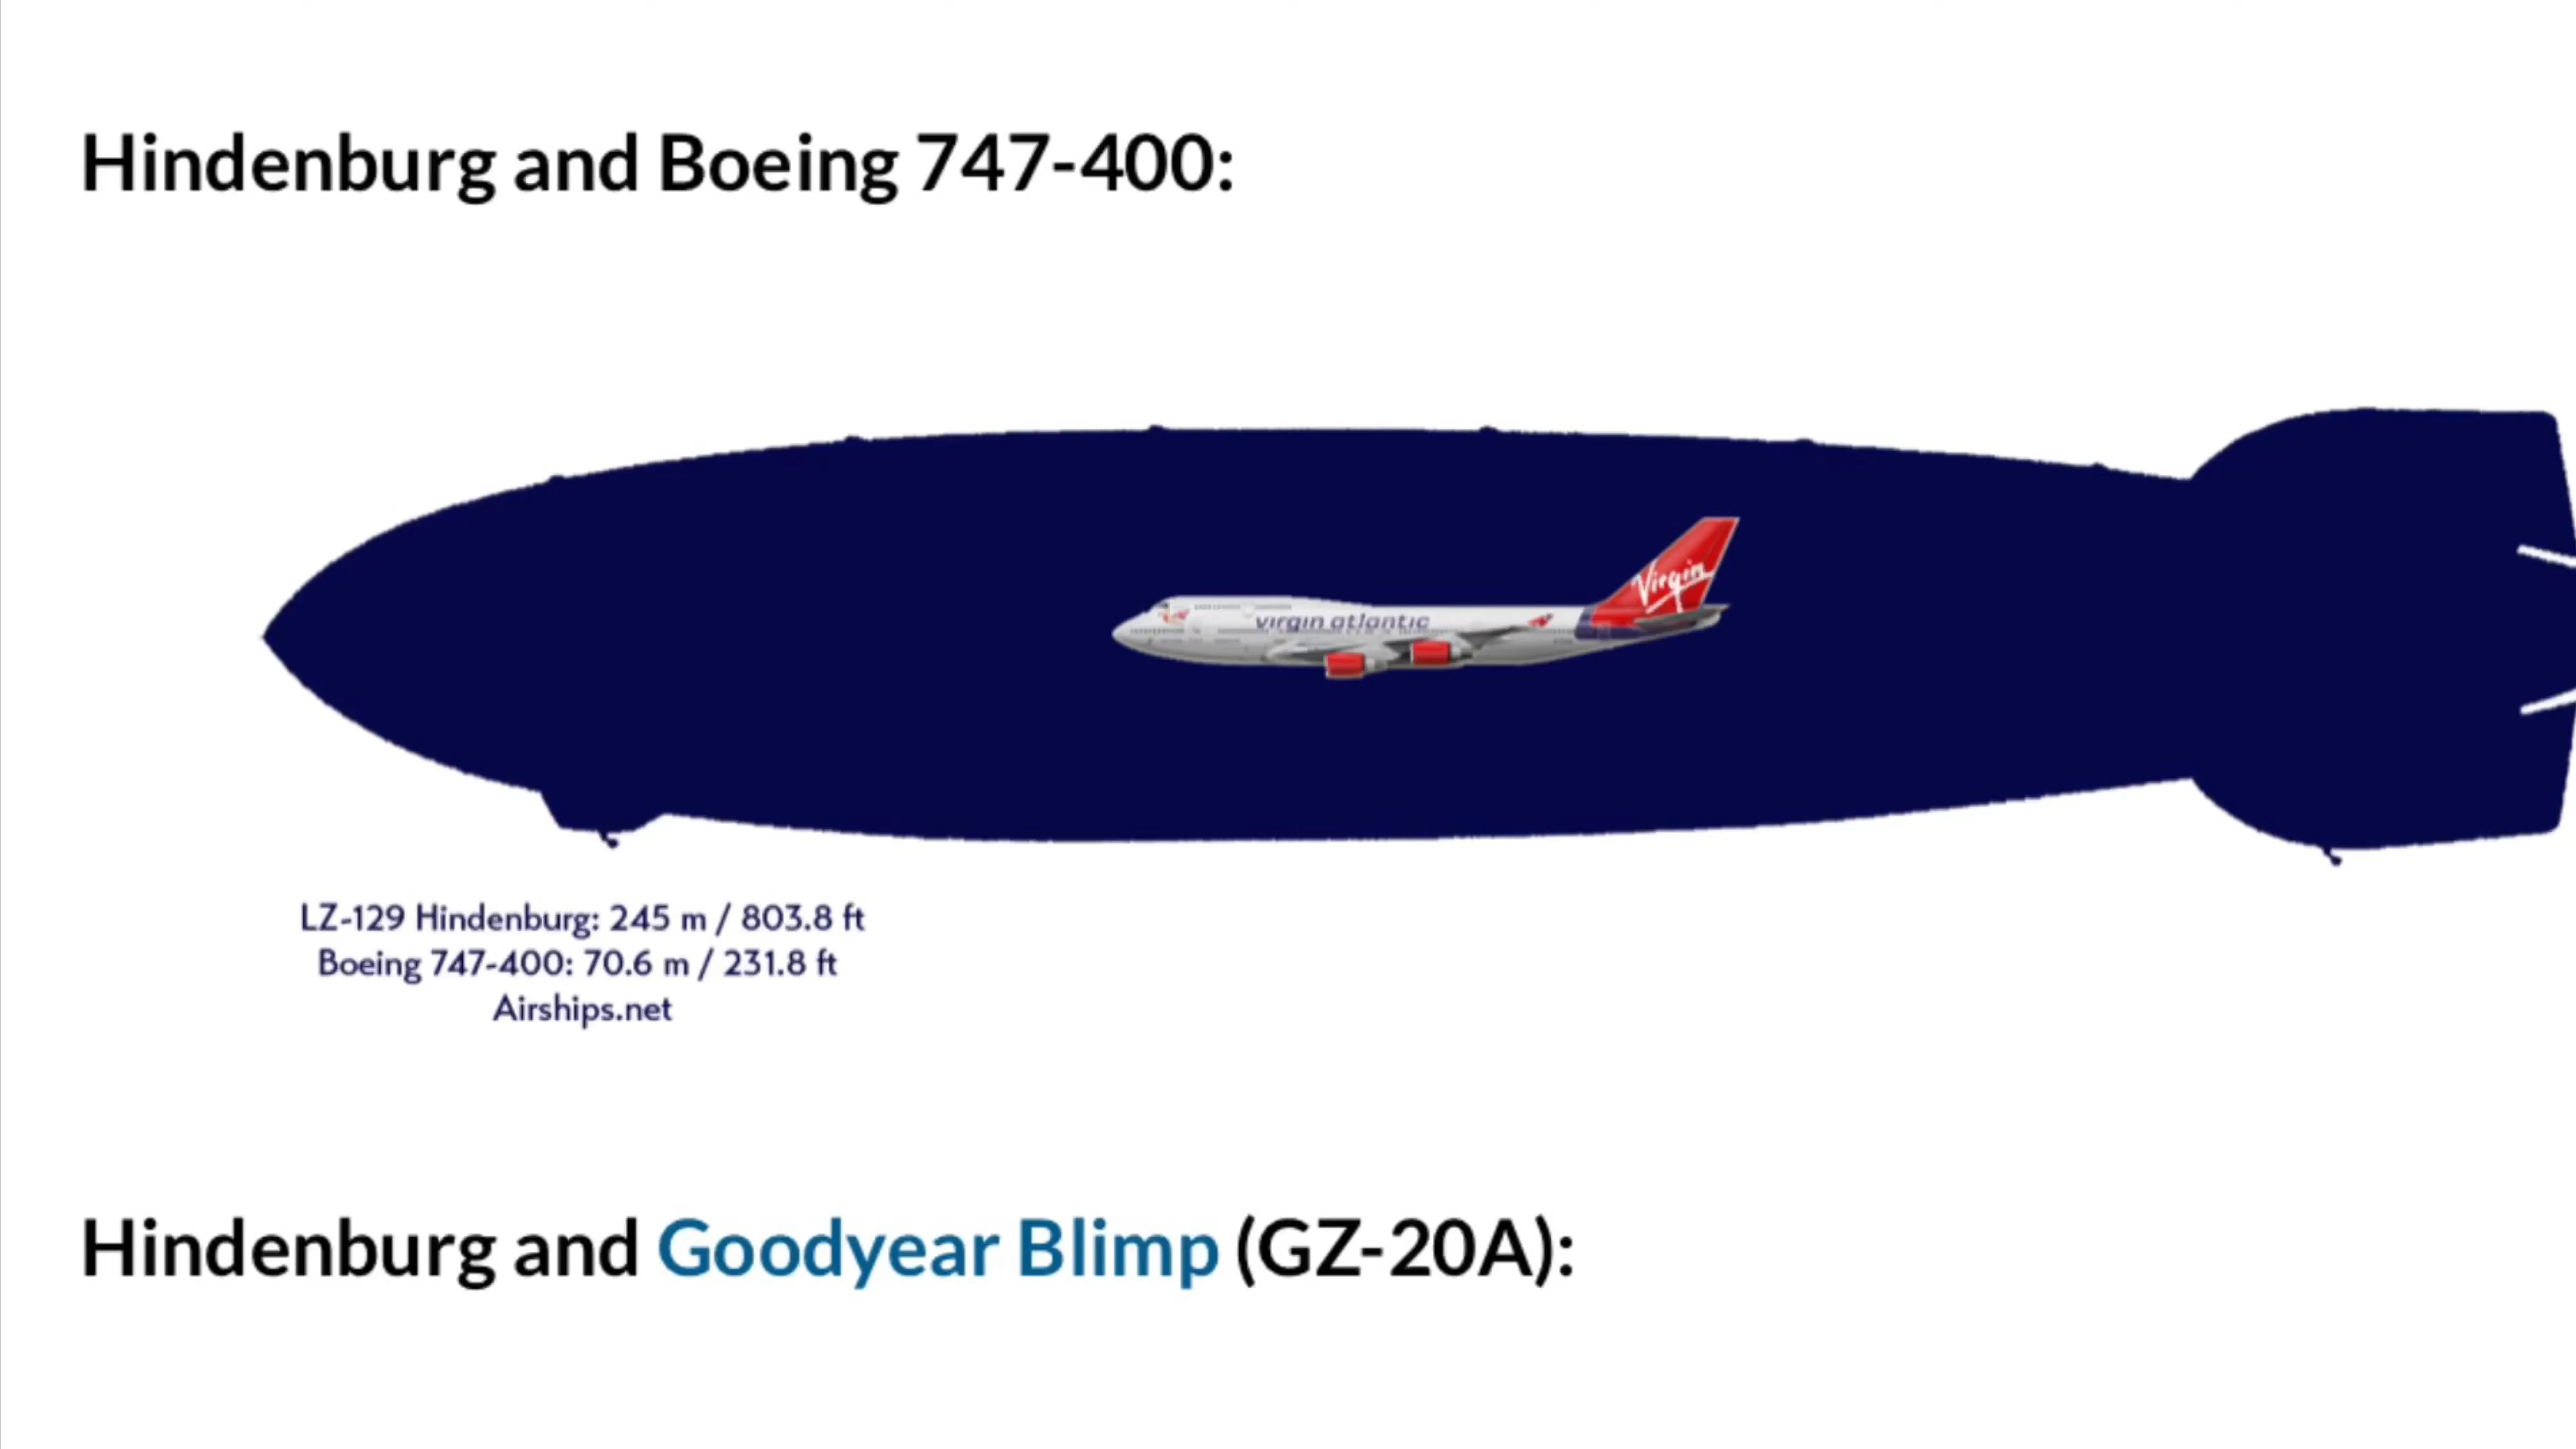 Hindenburg and Boeing 747-400:
Virgin
virgin atlantic
LZ-129 Hindenburg: 245 m / 803.8 ft
Boeing 747-400: 70.6 m / 231.8 ft
Airships.net
Hindenburg and Goodyear Blimp (GZ-20A):